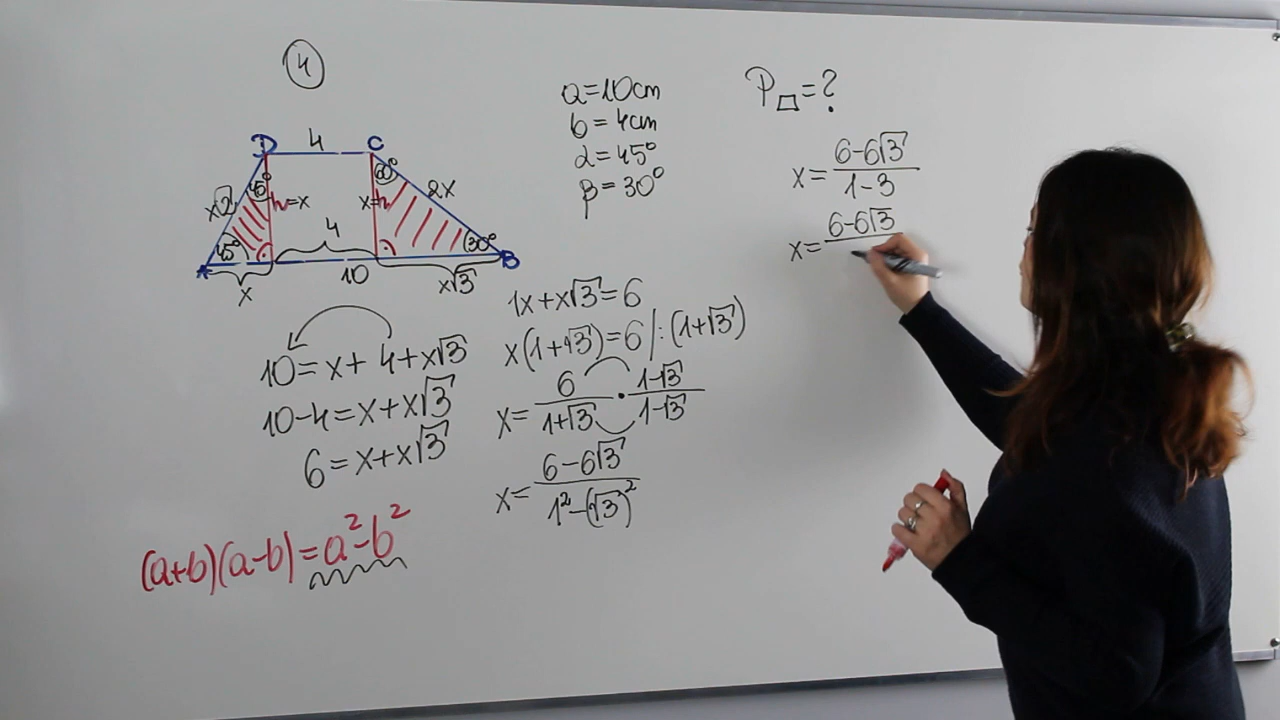 4
D 4 C
x√2 45° h=x x=h 60° 2x
4
A 45° 30° B
x 10 x√3
10=x+4+x√3
10-4=x+x√3
6=x+x√3
(a+b)(a-b)=a²-b²
a=10cm
b=4cm
α=45°
β=30°
1x+x√3=6
x(1+√3)=6 /:(1+√3)
x=6/(1+√3)·(1-√3)/(1-√3)
x=(6-6√3)/(1²-(√3)²)
P▱=?
x=(6-6√3)/(1-3)
x=(6-6√3)/